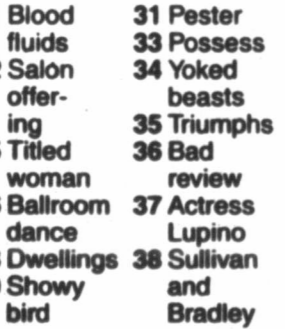 Blood
fluids
Salon
offer-
ing
Titled
woman
Ballroom
dance
Dwellings
Showy
bird
31 Pester
33 Possess
34 Yoked
beasts
35 Triumphs
36 Bad
review
37 Actress
Lupino
38 Sullivan
and
Bradley